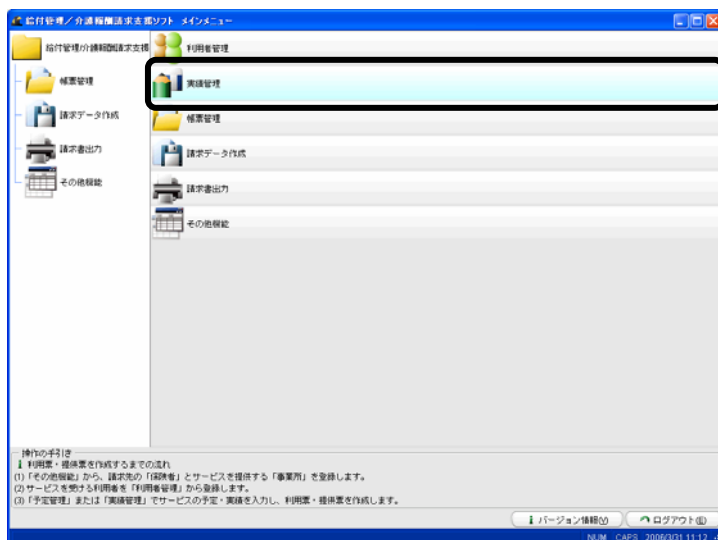 給付管理／介護報酬請求支援ソフト メインメニュー
給付管理/介護報酬請求支援
帳票管理
請求データ作成
請求書出力
その他機能
利用者管理
実績管理
帳票管理
請求データ作成
請求書出力
その他機能
操作の手引き
利用票・提供票を作成するまでの流れ
(1)「その他機能」から、請求先の「保険者」とサービスを提供する「事業所」を登録します。
(2)サービスを受ける利用者を「利用者管理」から登録します。
(3)「予定管理」または「実績管理」でサービスの予定・実績を入力し、利用票・提供票を作成します。
バージョン情報(V) ログアウト(E)
NUM CAPS 2006/3/31 11:12